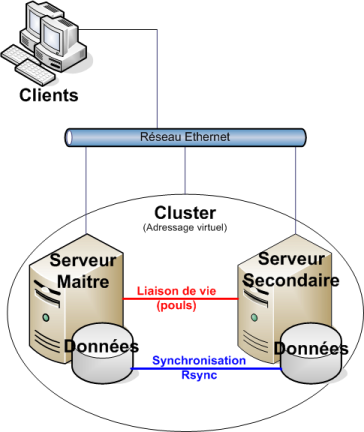 Clients
Réseau Ethernet
Cluster
(Adressage virtuel)
Serveur
Maitre
Serveur
Secondaire
Liaison de vie
(pouls)
Données
Données
Synchronisation
Rsync